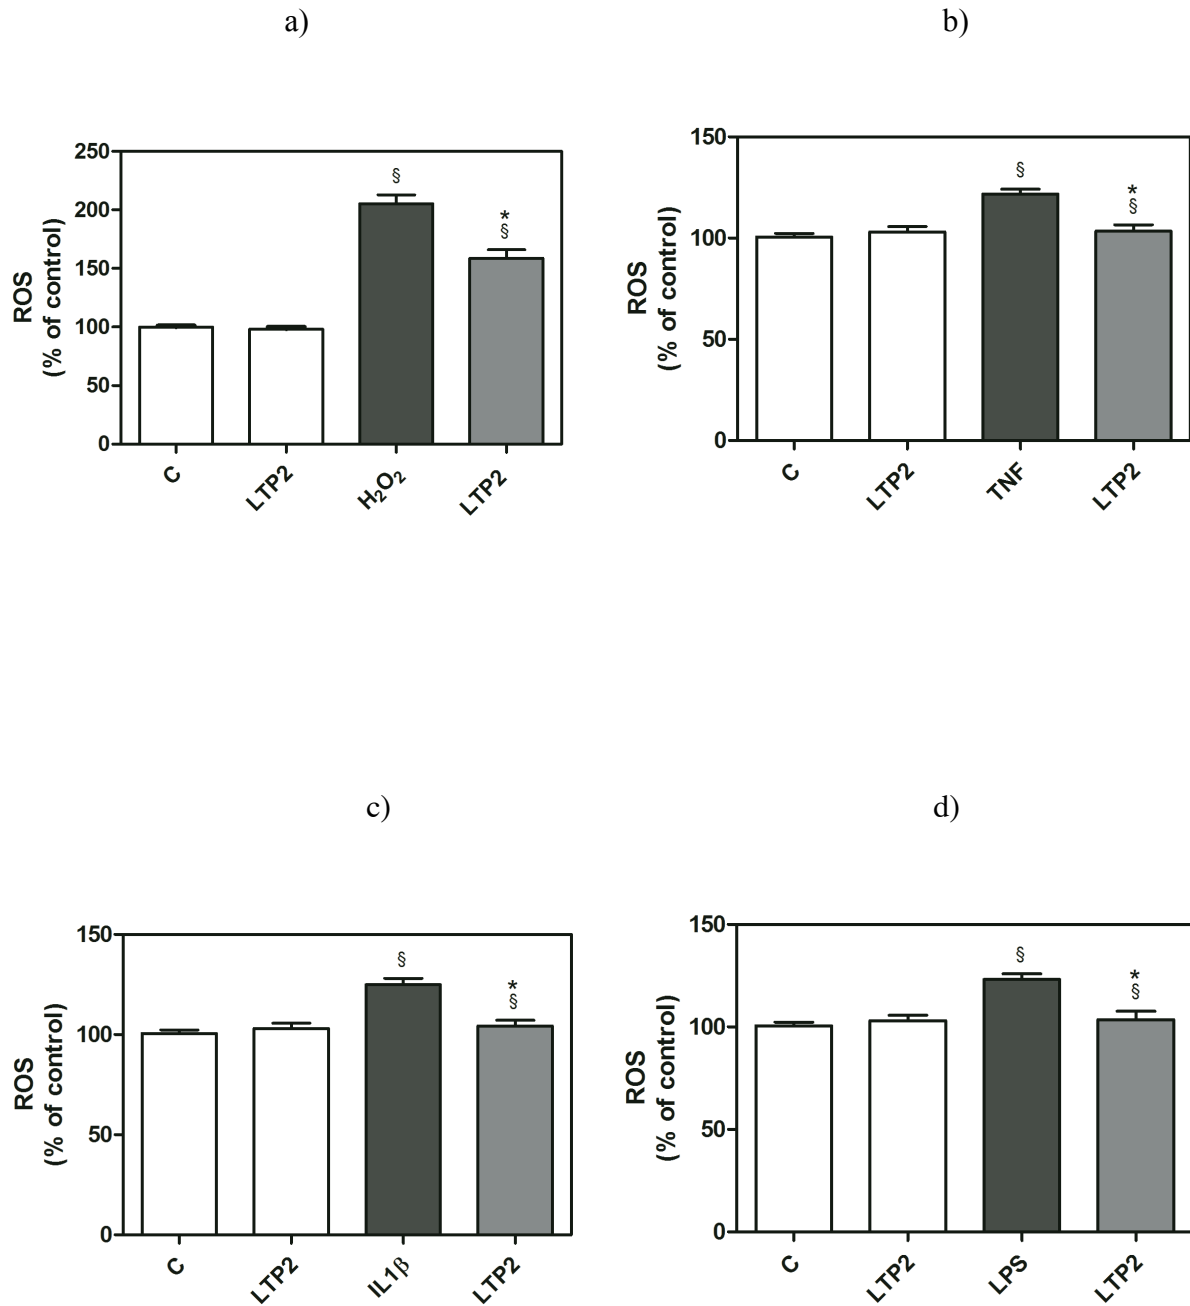 a)
ROS
(% of control)
250
200
150
100
50
0
§
*
§
C
LTP2
H₂O₂
LTP2
b)
ROS
(% of control)
150
100
50
0
§
*
§
C
LTP2
TNF
LTP2
c)
ROS
(% of control)
150
100
50
0
§
*
§
C
LTP2
IL1β
LTP2
d)
ROS
(% of control)
150
100
50
0
§
*
§
C
LTP2
LPS
LTP2